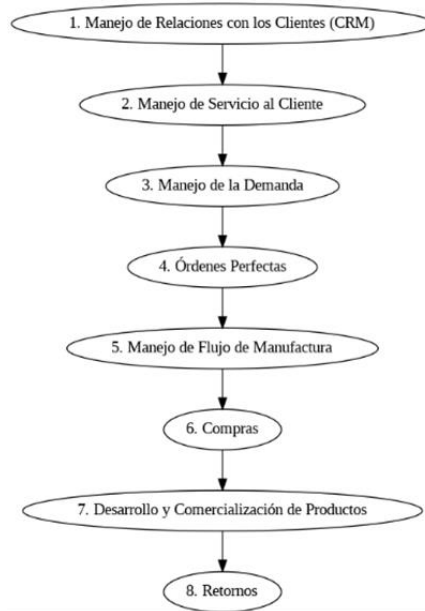 1. Manejo de Relaciones con los Clientes (CRM)
2. Manejo de Servicio al Cliente
3. Manejo de la Demanda
4. Órdenes Perfectas
5. Manejo de Flujo de Manufactura
6. Compras
7. Desarrollo y Comercialización de Productos
8. Retornos